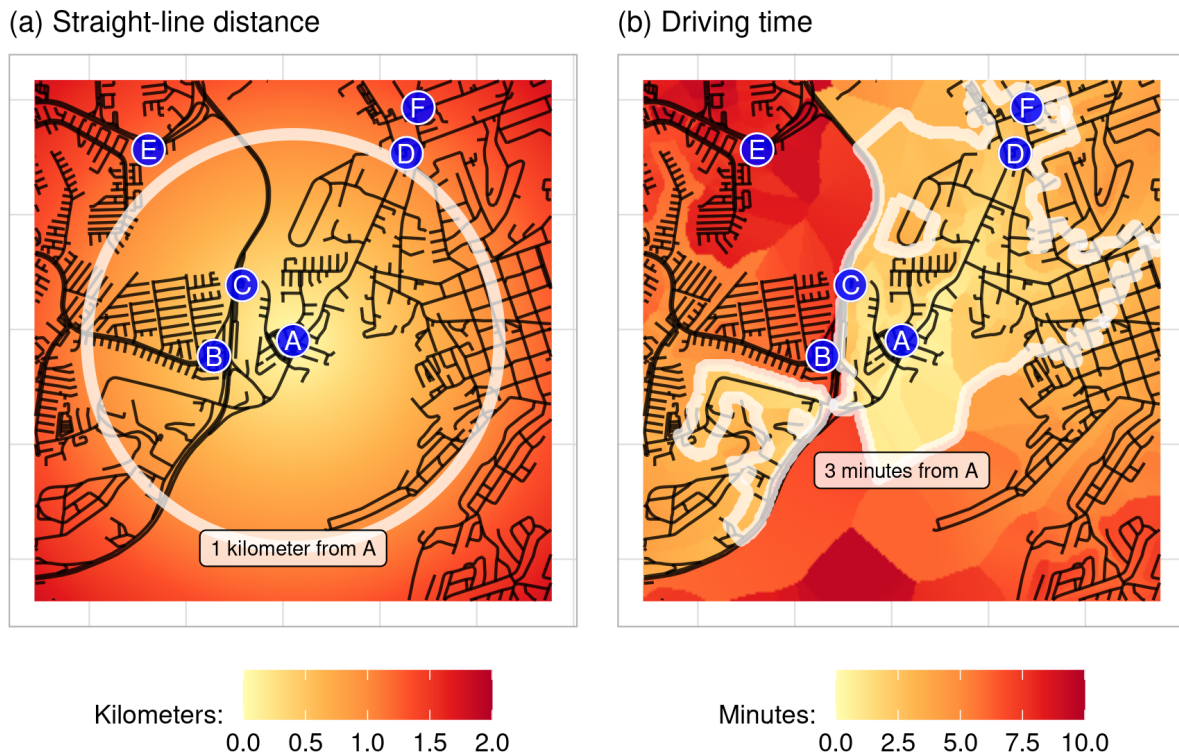 (a) Straight-line distance
(b) Driving time
F
D
E
C
A
B
1 kilometer from A
F
D
E
C
A
B
3 minutes from A
Kilometers:
0.0 0.5 1.0 1.5 2.0
Minutes:
0.0 2.5 5.0 7.5 10.0